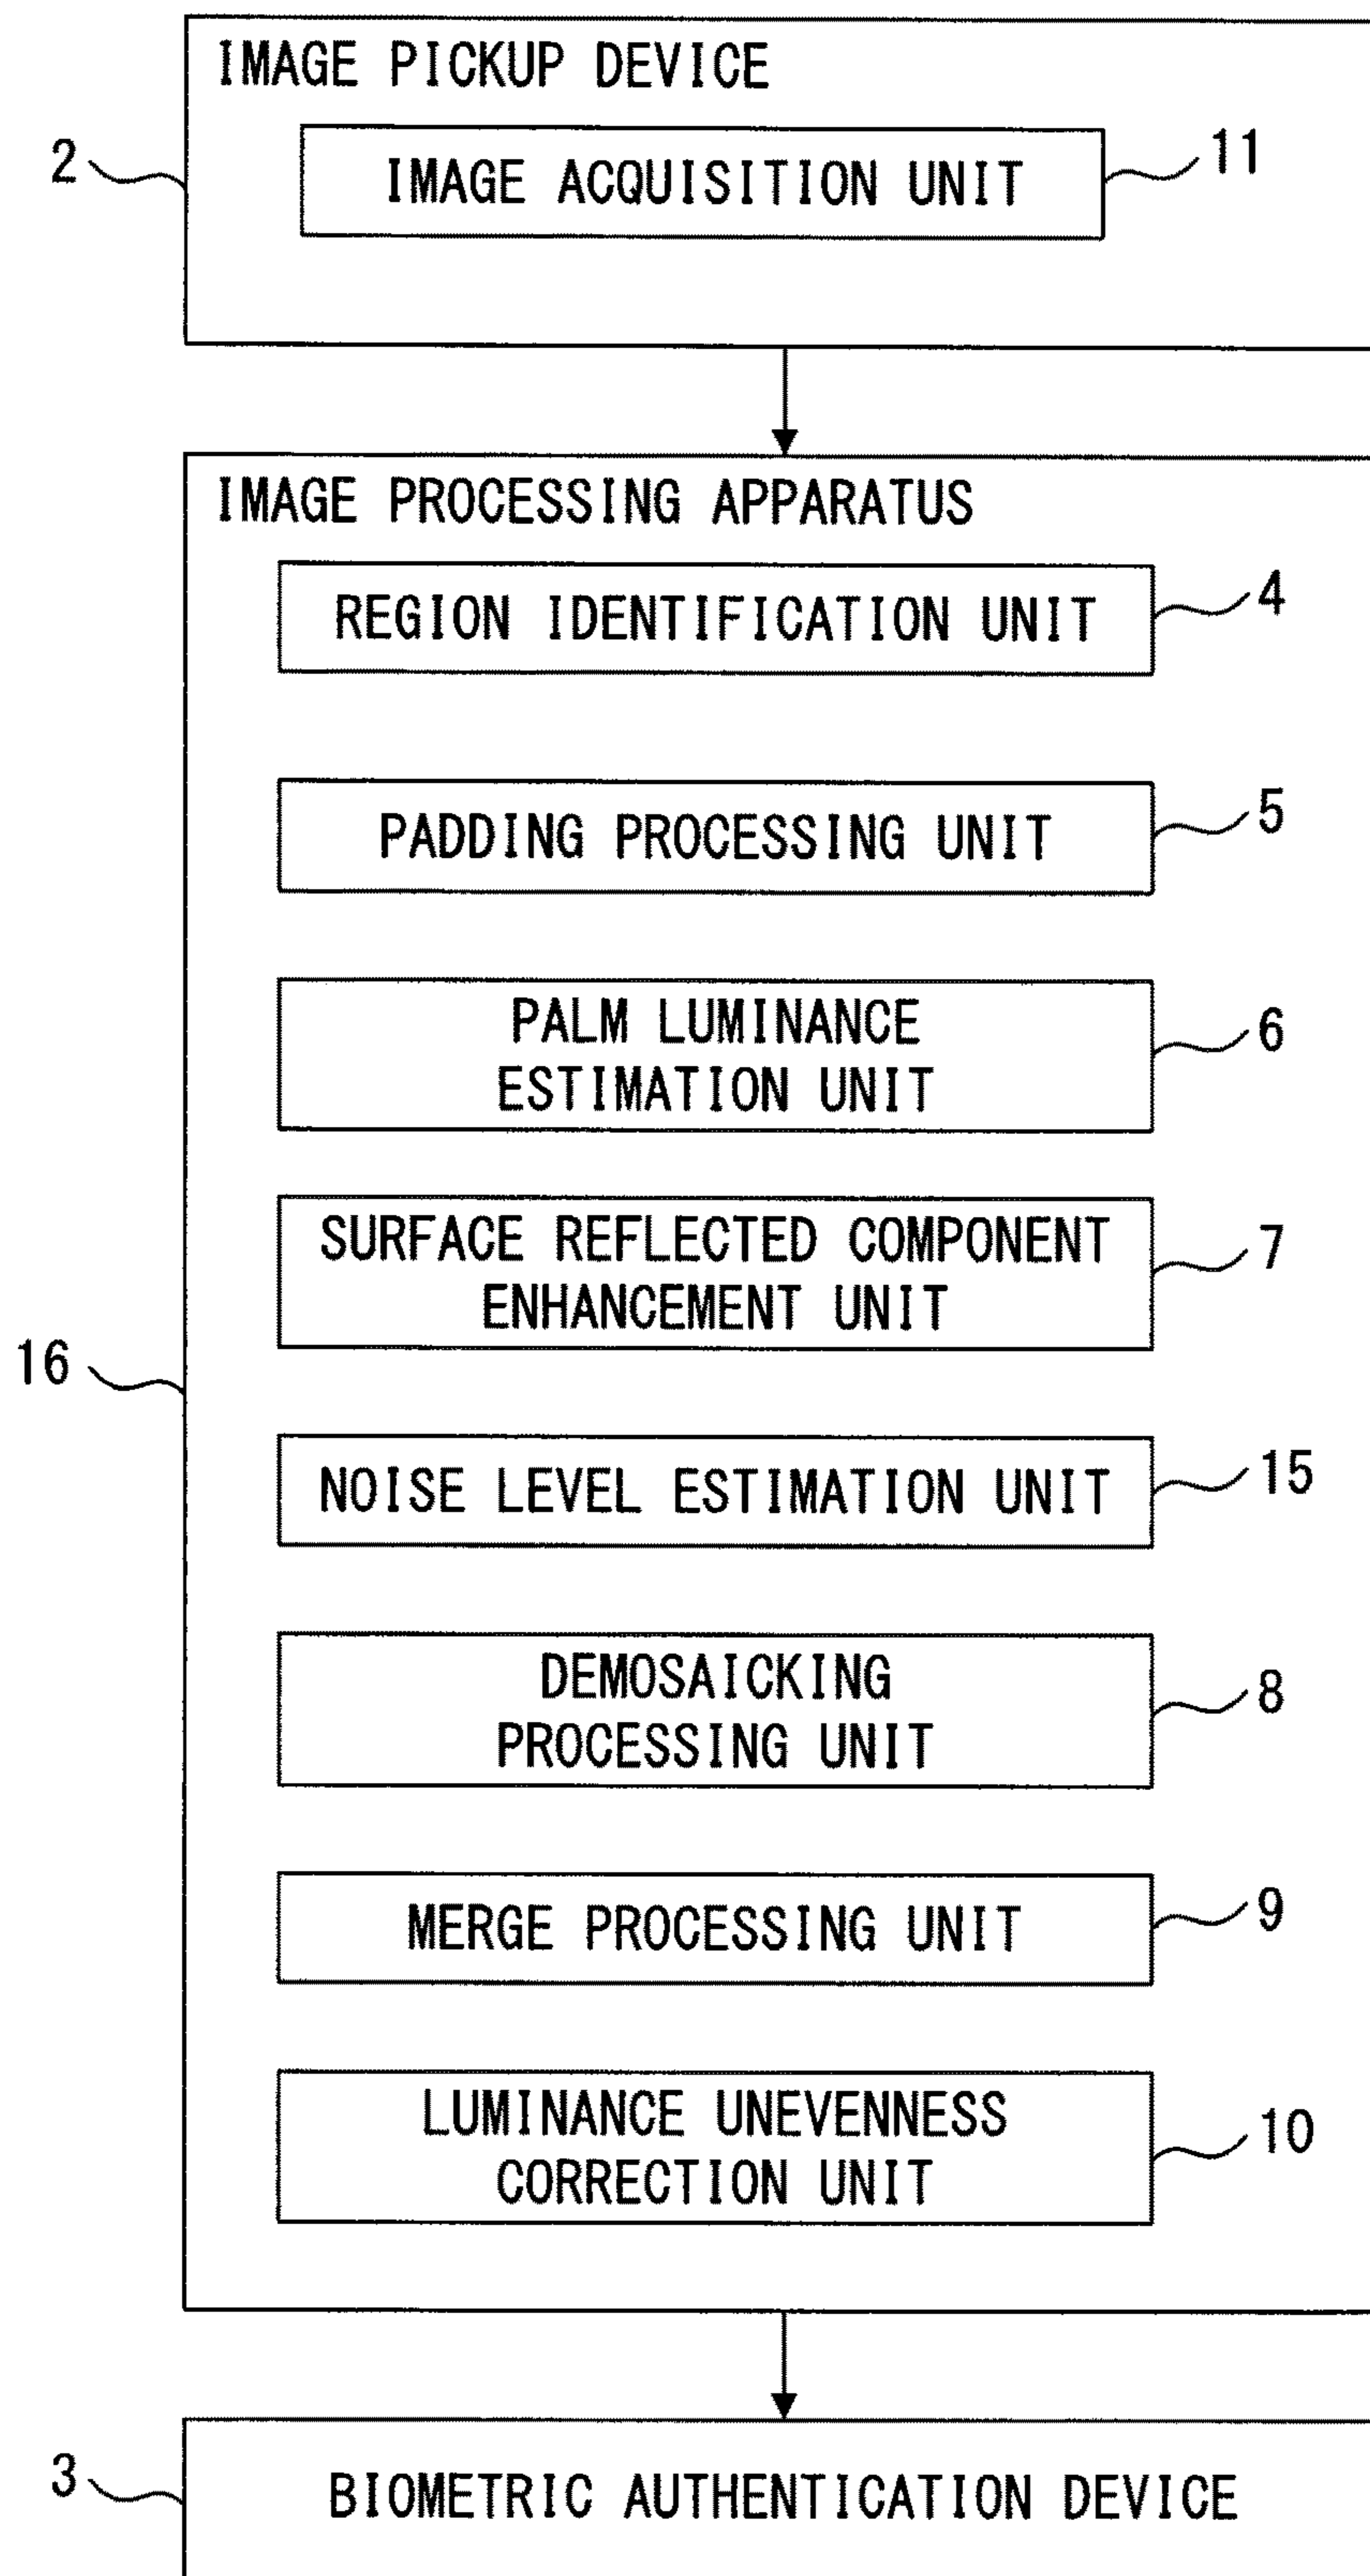 IMAGE PICKUP DEVICE
2
IMAGE ACQUISITION UNIT
11
IMAGE PROCESSING APPARATUS
REGION IDENTIFICATION UNIT
4
PADDING PROCESSING UNIT
5
PALM LUMINANCE
ESTIMATION UNIT
6
SURFACE REFLECTED COMPONENT
ENHANCEMENT UNIT
7
16
NOISE LEVEL ESTIMATION UNIT
15
DEMOSAICKING
PROCESSING UNIT
8
MERGE PROCESSING UNIT
9
LUMINANCE UNEVENNESS
CORRECTION UNIT
10
3
BIOMETRIC AUTHENTICATION DEVICE